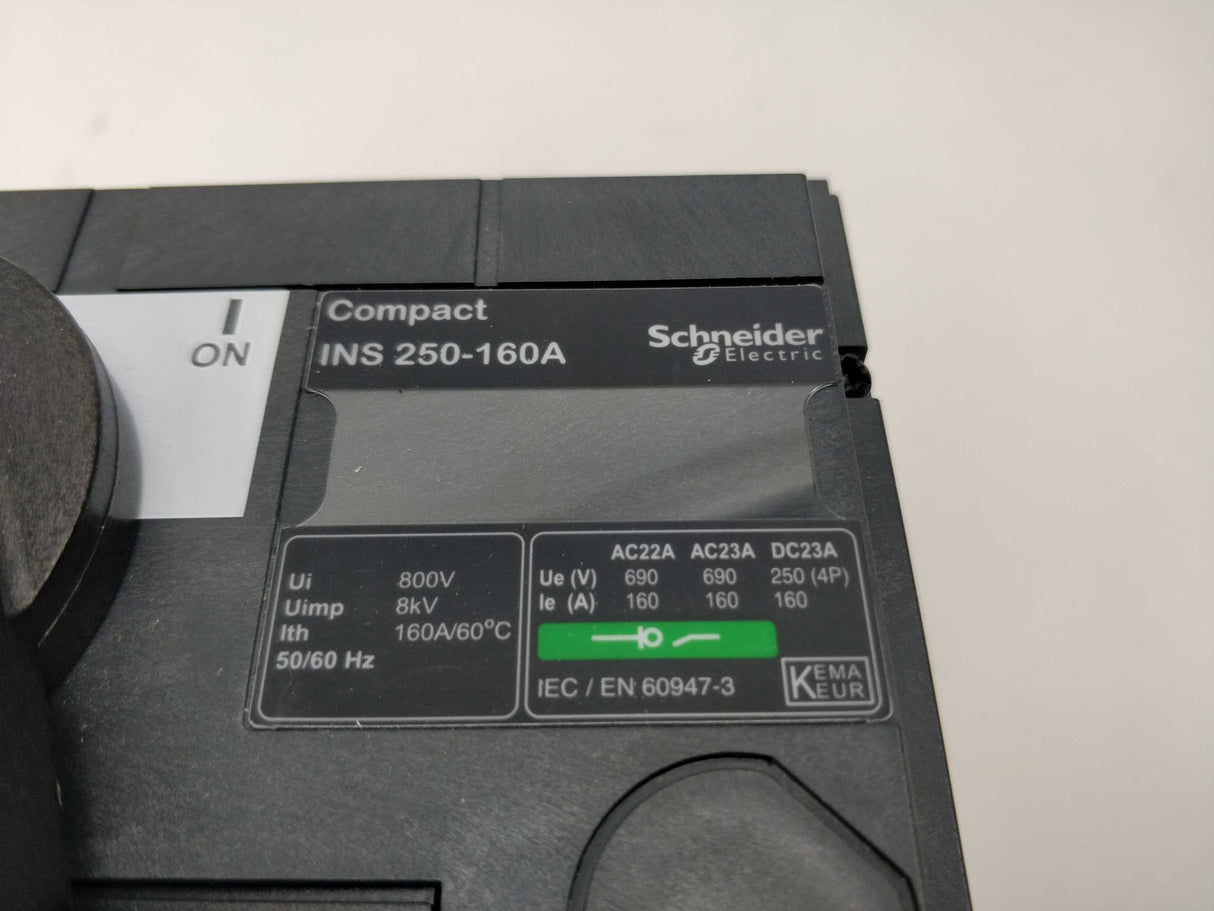 I
ON
Compact
INS 250-160A
Schneider
Electric
Ui 800V
Uimp 8kV
Ith 160A/60°C
50/60 Hz
AC22A AC23A DC23A
Ue (V) 690 690 250 (4P)
Ie (A) 160 160 160
IEC / EN 60947-3
KEMA
KEUR